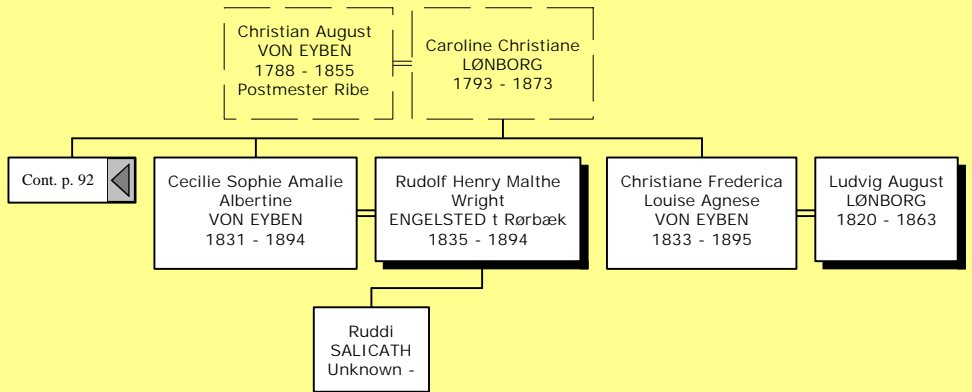 Christian August
VON EYBEN
1788 - 1855
Postmester Ribe
Caroline Christiane
LØNBORG
1793 - 1873
Cont. p. 92
Cecilie Sophie Amalie
Albertine
VON EYBEN
1831 - 1894
Rudolf Henry Malthe
Wright
ENGELSTED t Rørbæk
1835 - 1894
Christiane Frederica
Louise Agnese
VON EYBEN
1833 - 1895
Ludvig August
LØNBORG
1820 - 1863
Ruddi
SALICATH
Unknown -